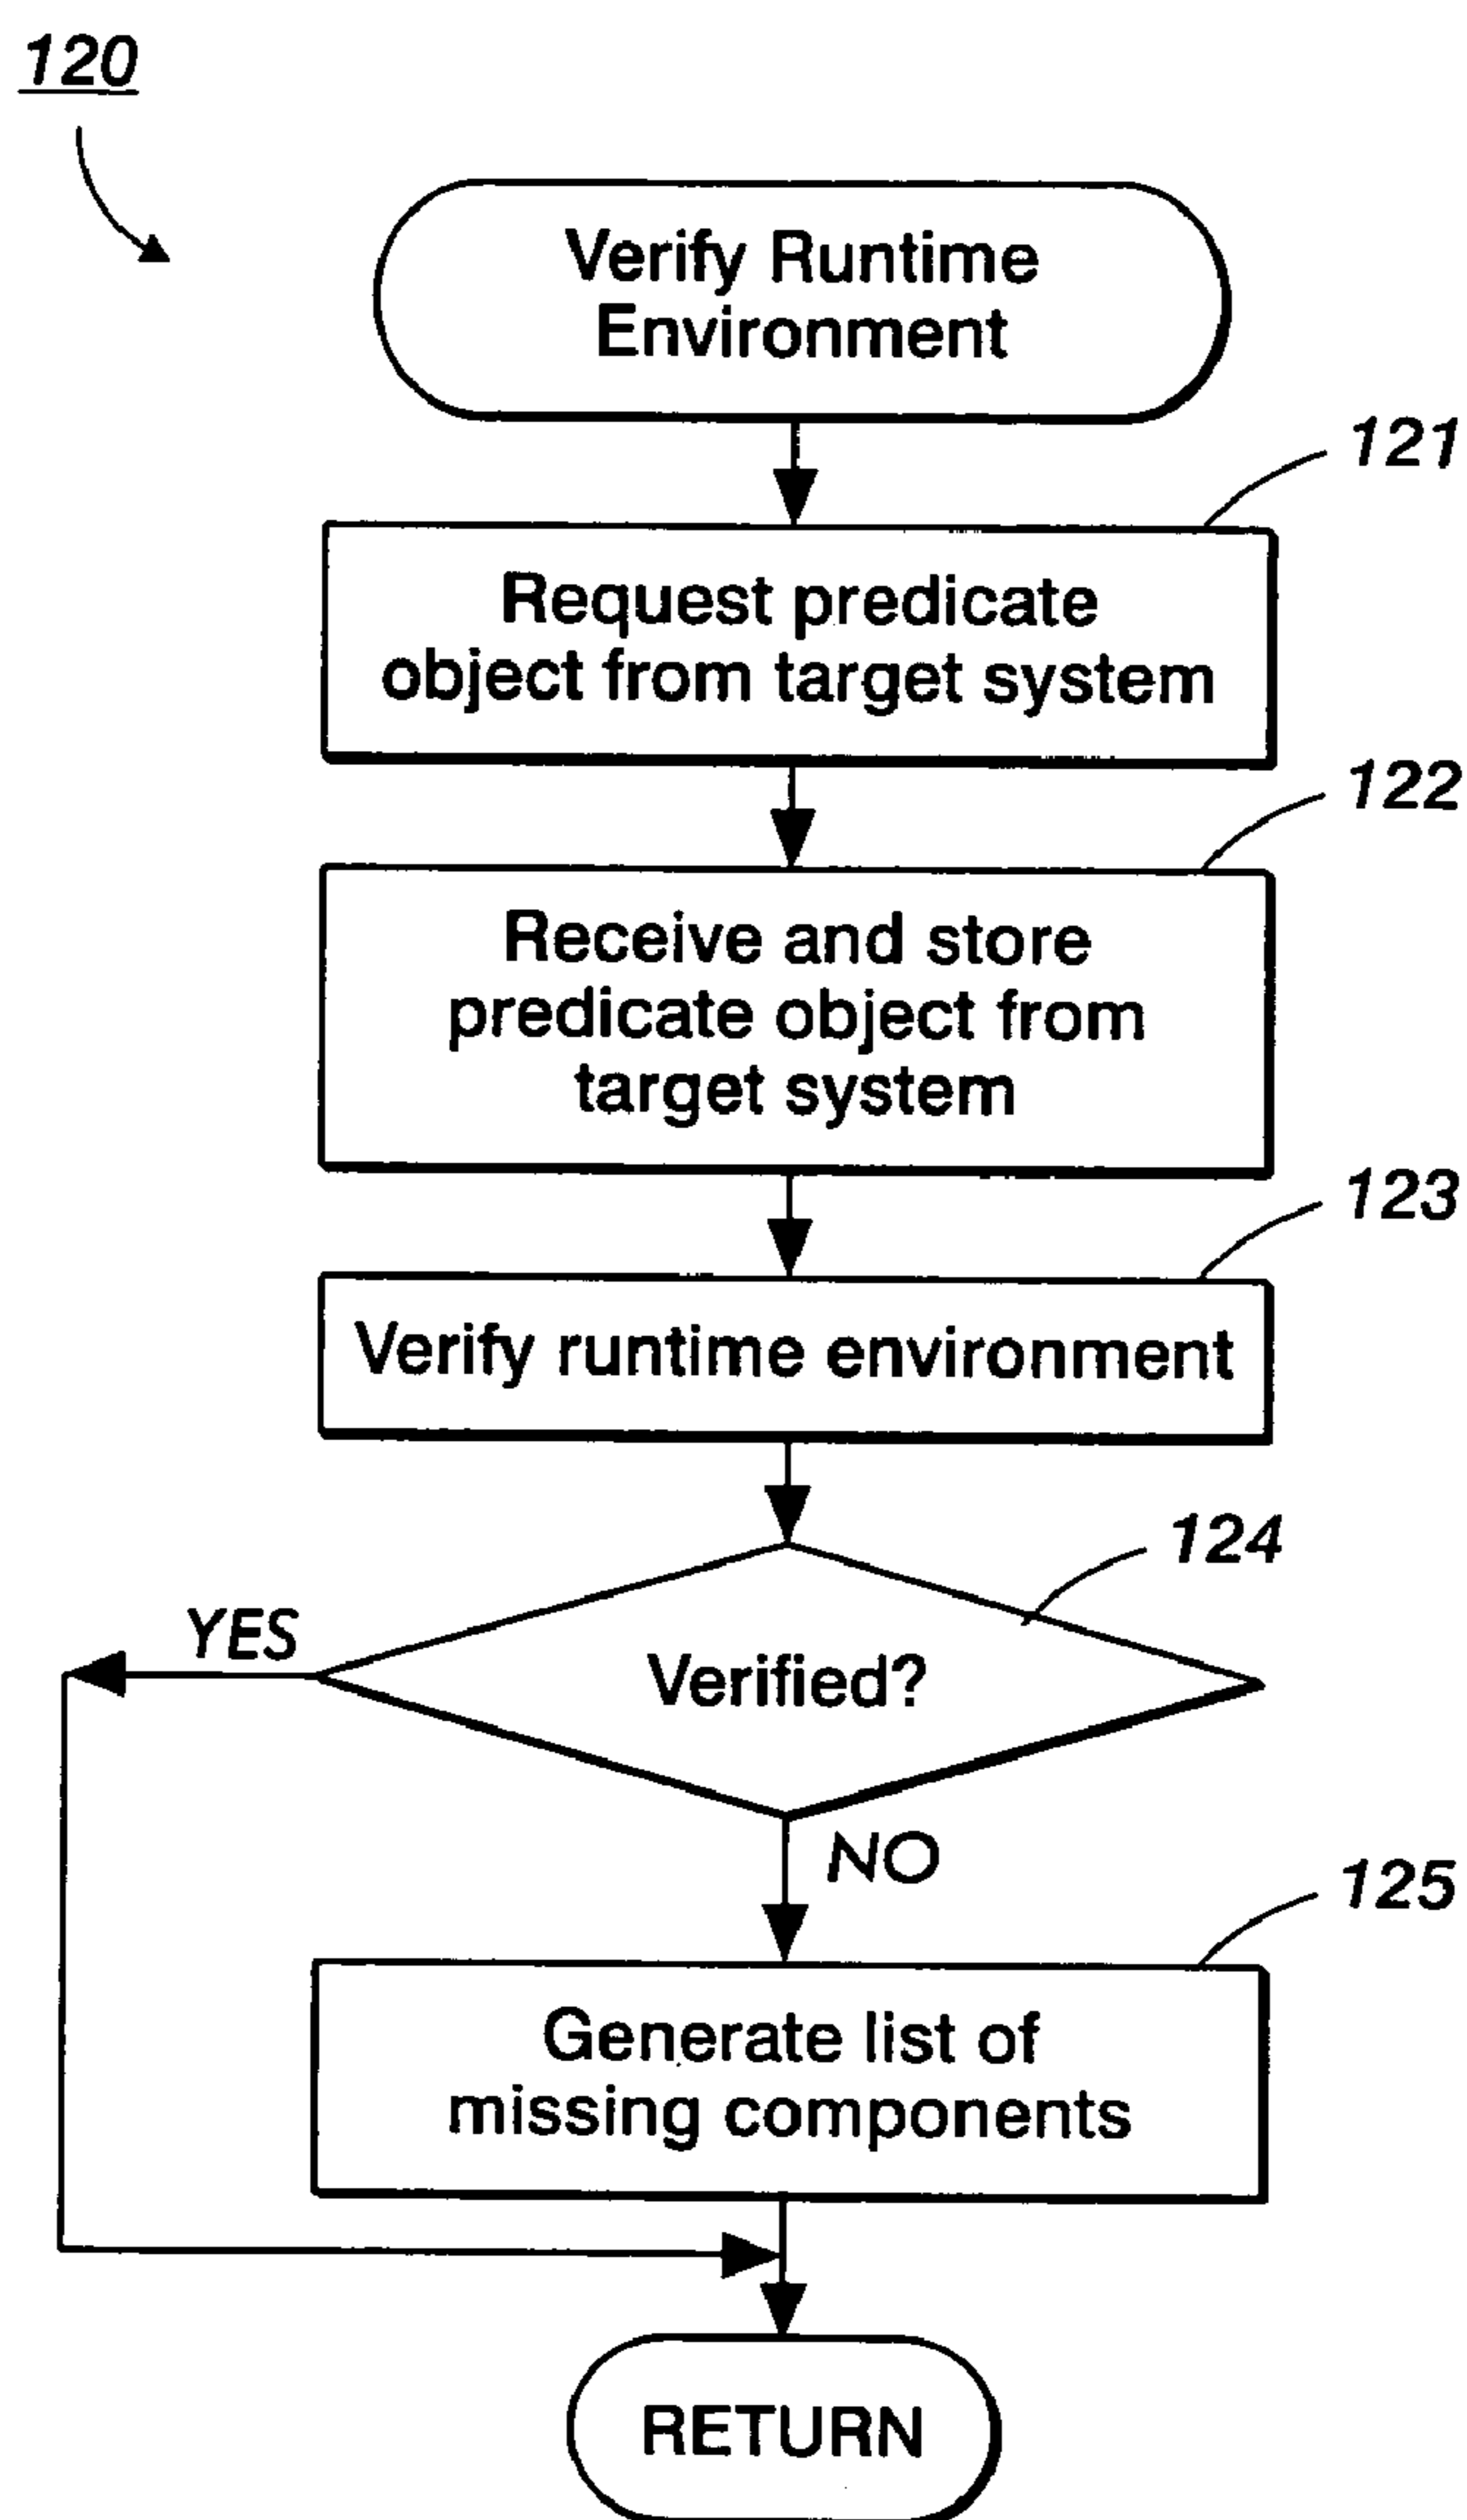 120
Verify Runtime
Environment
121
Request predicate
object from target system
122
Receive and store
predicate object from
target system
123
Verify runtime environment
124
YES
Verified?
NO
125
Generate list of
missing components
RETURN